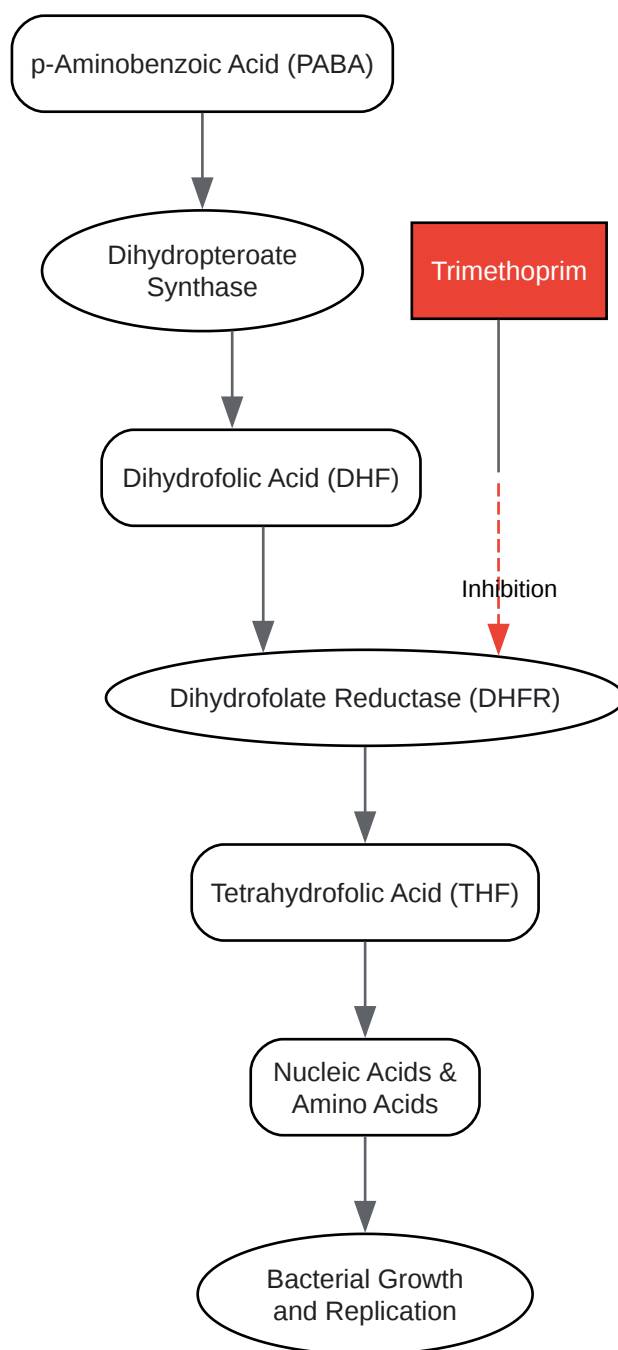 p-Aminobenzoic Acid (PABA)
Dihydropteroate
Synthase
Trimethoprim
Dihydrofolic Acid (DHF)
Inhibition
Dihydrofolate Reductase (DHFR)
Tetrahydrofolic Acid (THF)
Nucleic Acids &
Amino Acids
Bacterial Growth
and Replication